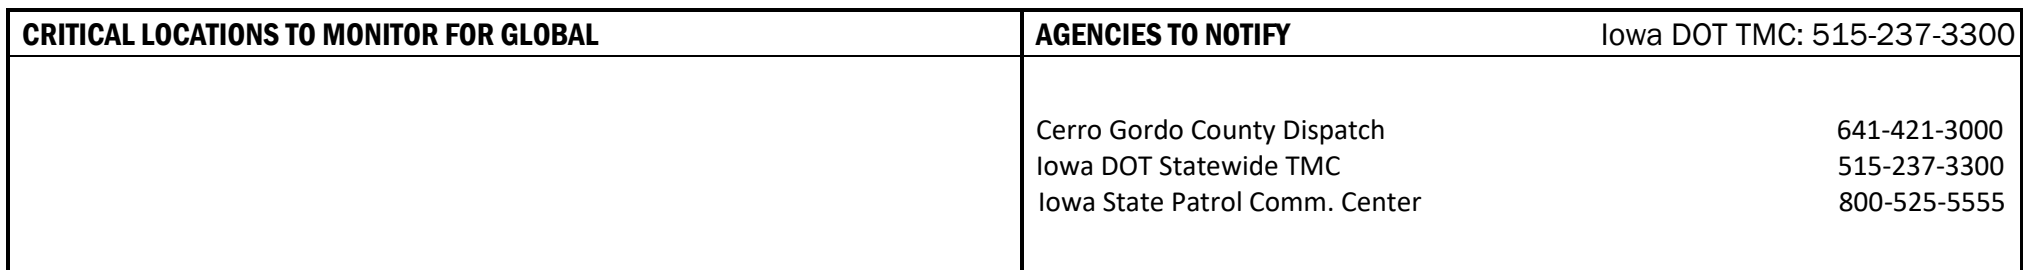 CRITICAL LOCATIONS TO MONITOR FOR GLOBAL
AGENCIES TO NOTIFY Iowa DOT TMC: 515-237-3300
Cerro Gordo County Dispatch 641-421-3000
Iowa DOT Statewide TMC 515-237-3300
Iowa State Patrol Comm. Center 800-525-5555